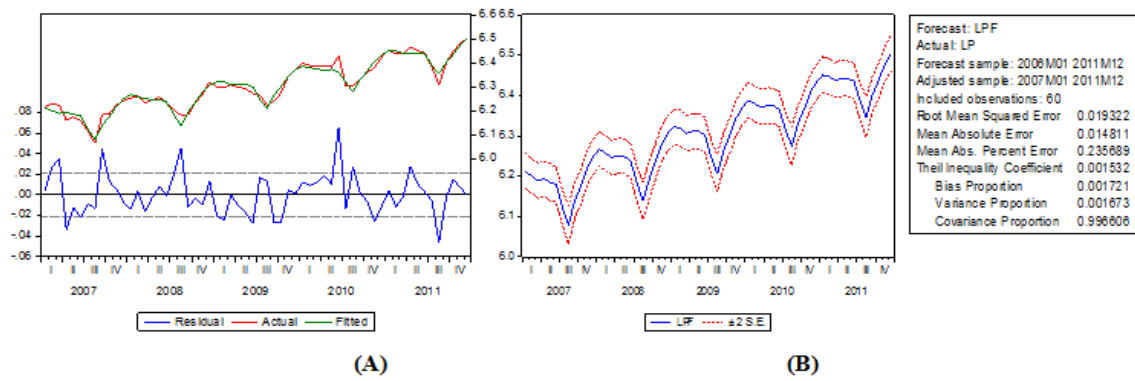 6.6
6.5
6.4
6.3
6.2
6.1
6.0
.08
.06
.04
.02
.00
-.02
-.04
-.06
I II III IV I II III IV I II III IV I II III IV I II III IV
2007 2008 2009 2010 2011
Residual Actual Fitted
(A)
6.6
6.5
6.4
6.3
6.2
6.1
6.0
I II III IV I II III IV I II III IV I II III IV I II III IV
2007 2008 2009 2010 2011
LPF ±2 S.E.
(B)
Forecast: LPF
Actual: LP
Forecast sample: 2006M01 2011M12
Adjusted sample: 2007M01 2011M12
Included observations: 60
Root Mean Squared Error 0.019322
Mean Absolute Error 0.014811
Mean Abs. Percent Error 0.235689
Theil Inequality Coefficient 0.001532
Bias Proportion 0.001721
Variance Proportion 0.001673
Covariance Proportion 0.996606